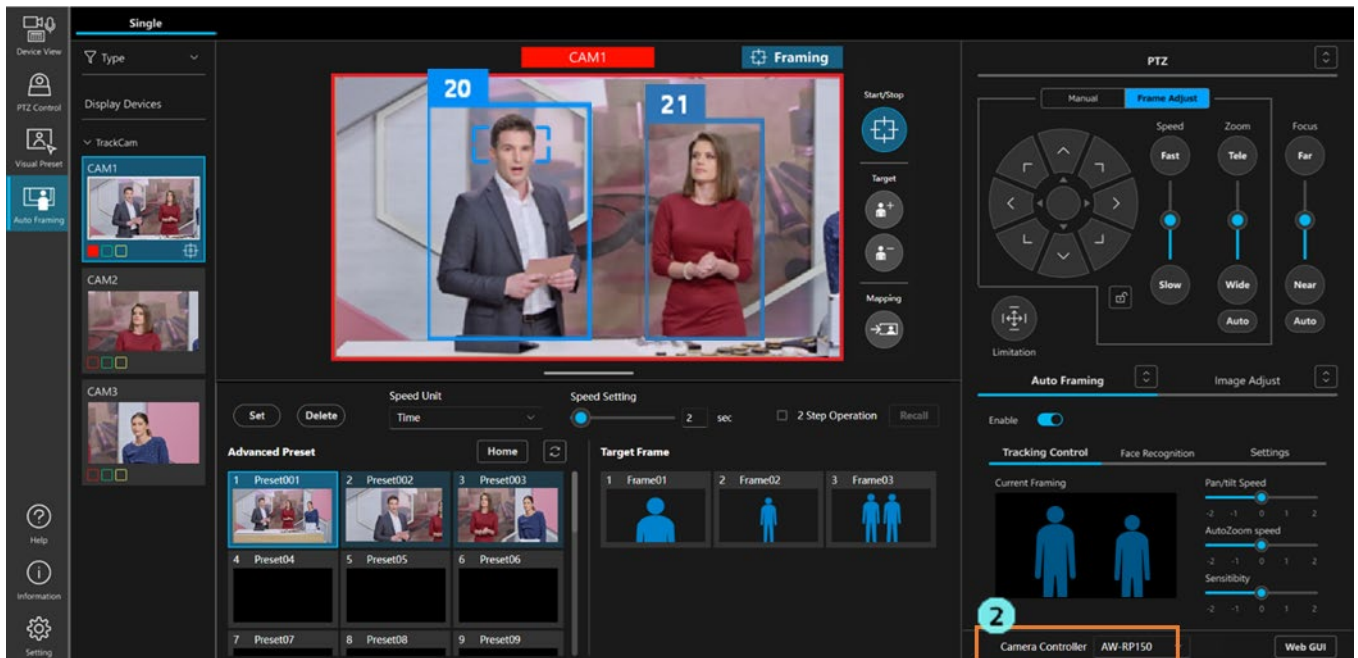 Device View
PTZ Control
Visual Preset
Auto Framing
Help
Information
Setting
Single
Type
Display Devices
TrackCam
CAM1
CAM2
CAM3
CAM1
Framing
20
21
Start/Stop
Target
Mapping
Set
Delete
Speed Unit
Time
Speed Setting
2 sec
2 Step Operation
Recall
Advanced Preset
Home
1 Preset001
2 Preset002
3 Preset003
4 Preset04
5 Preset05
6 Preset06
7 Preset07
8 Preset08
9 Preset09
Target Frame
1 Frame01
2 Frame02
3 Frame03
PTZ
Manual
Frame Adjust
Speed
Zoom
Focus
Fast
Tele
Far
Slow
Wide
Near
Auto
Auto
Limitation
Auto Framing
Image Adjust
Enable
Tracking Control
Face Recognition
Settings
Current Framing
Pan/tilt Speed
-2 -1 0 1 2
AutoZoom speed
-2 -1 0 1 2
Sensitibity
-2 -1 0 1 2
2
Camera Controller
AW-RP150
Web GUI